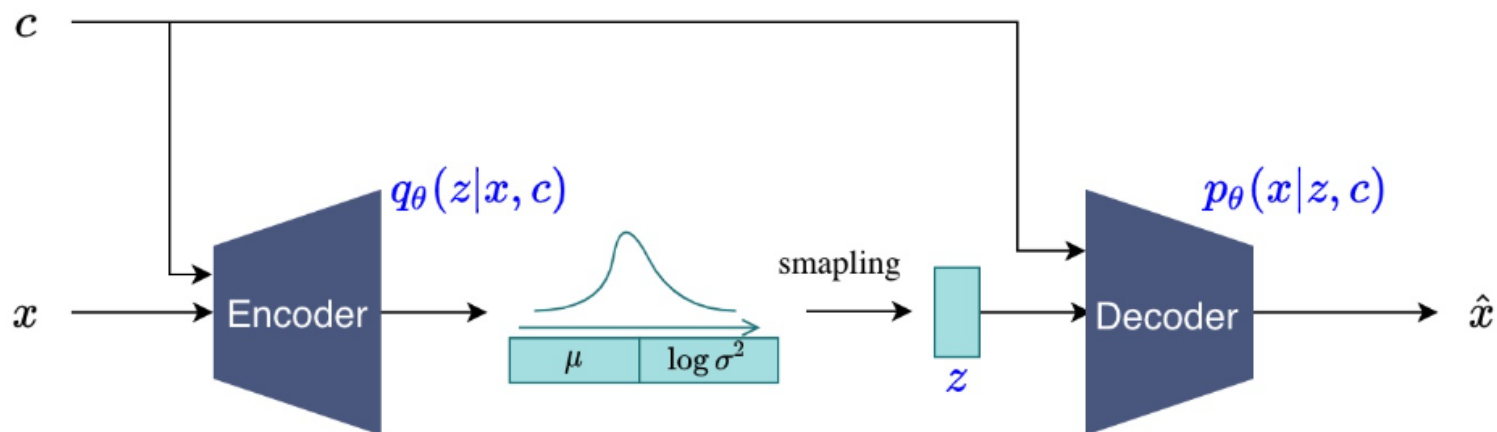 c
q_θ(z|x, c)
p_θ(x|z, c)
smapling
x
Encoder
μ
log σ²
z
Decoder
x̂